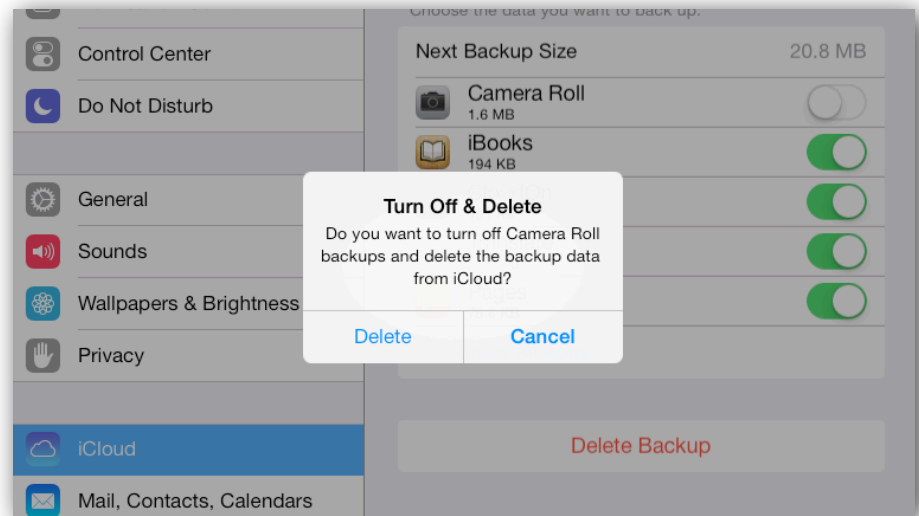 Choose the data you want to back up.
Control Center
Next Backup Size 20.8 MB
Do Not Disturb
Camera Roll
1.6 MB
iBooks
194 KB
General
Sounds
Wallpapers & Brightness
Privacy
Turn Off & Delete
Do you want to turn off Camera Roll
backups and delete the backup data
from iCloud?
Delete Cancel
iCloud
Delete Backup
Mail, Contacts, Calendars